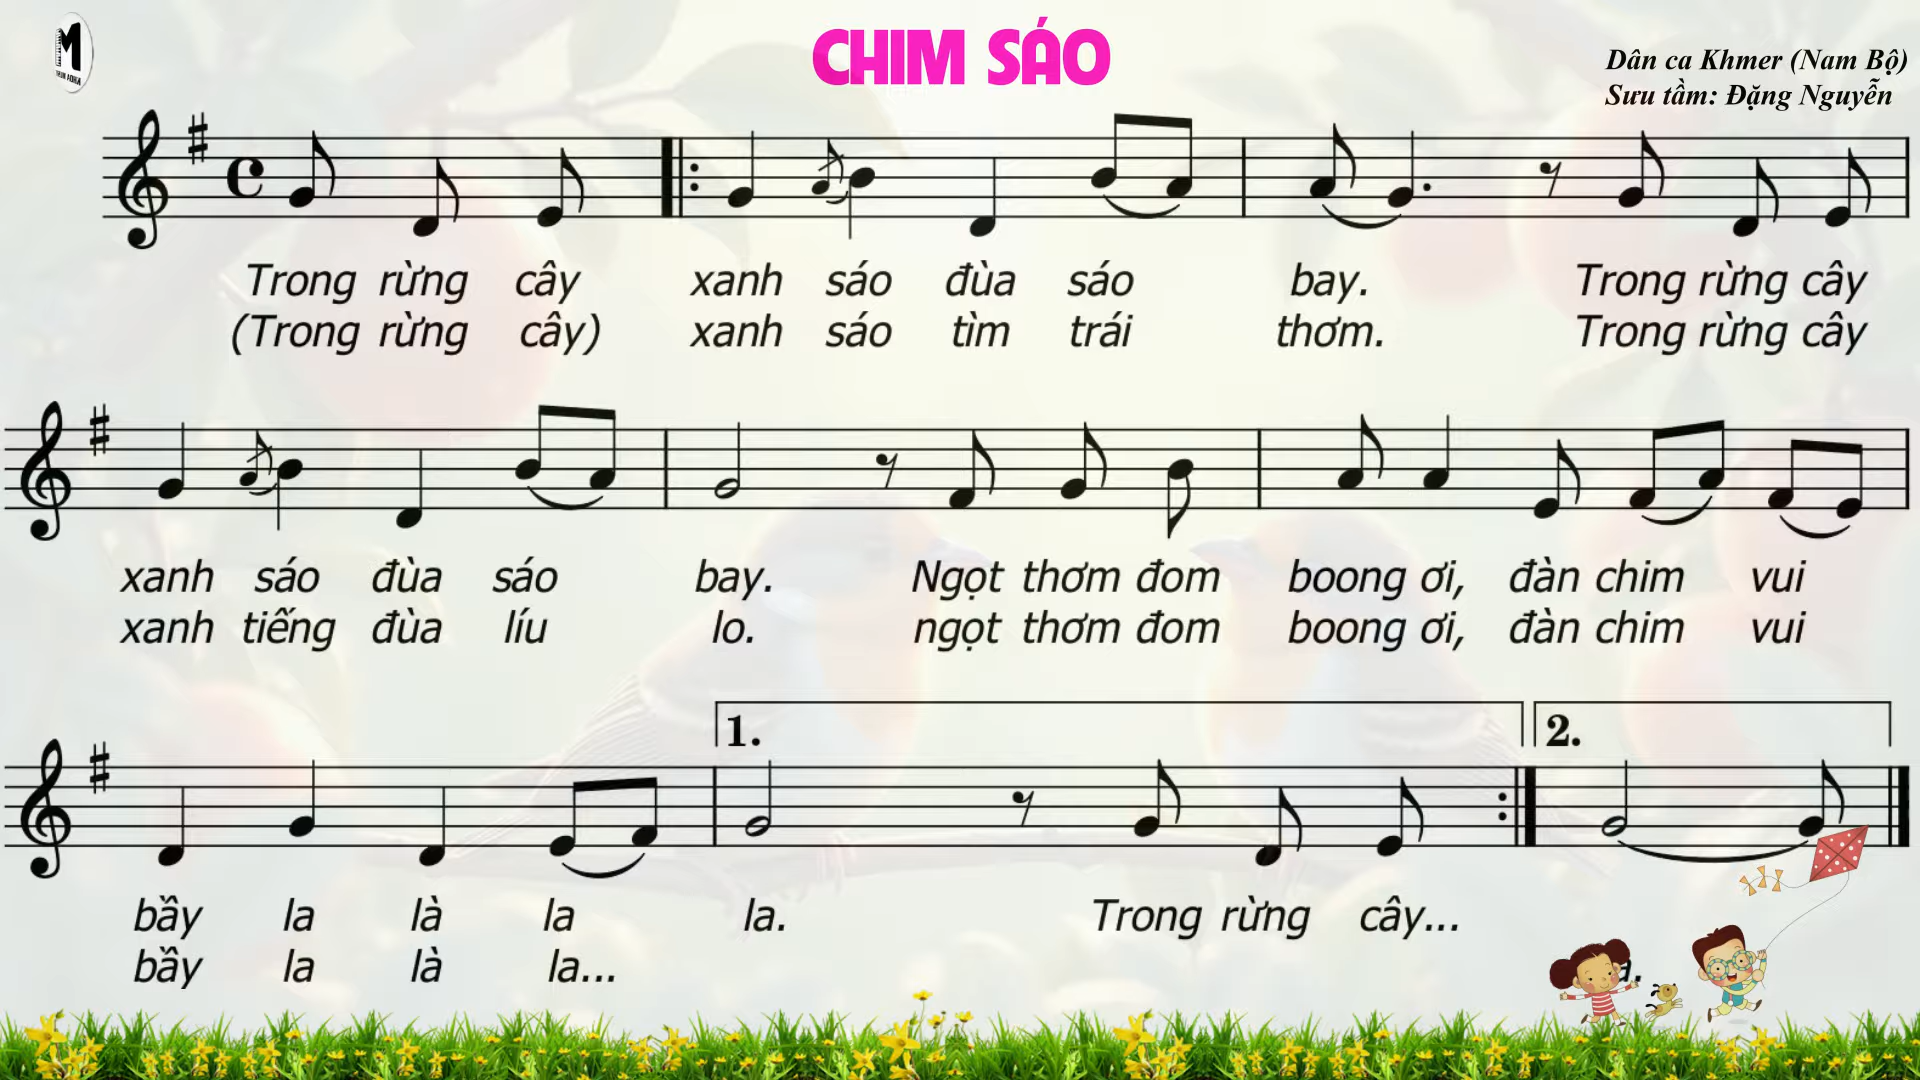 CHIM SÁO
Dân ca Khmer (Nam Bộ)
Sưu tầm: Đặng Nguyễn
Trong rừng cây xanh sáo đùa sáo bay. Trong rừng cây
(Trong rừng cây) xanh sáo tìm trái thơm. Trong rừng cây
xanh sáo đùa sáo bay. Ngọt thơm đom boong ơi, đàn chim vui
xanh tiếng đùa líu lo. ngọt thơm đom boong ơi, đàn chim vui
1. 2.
bầy la là la la. Trong rừng cây...
bầy la là la...